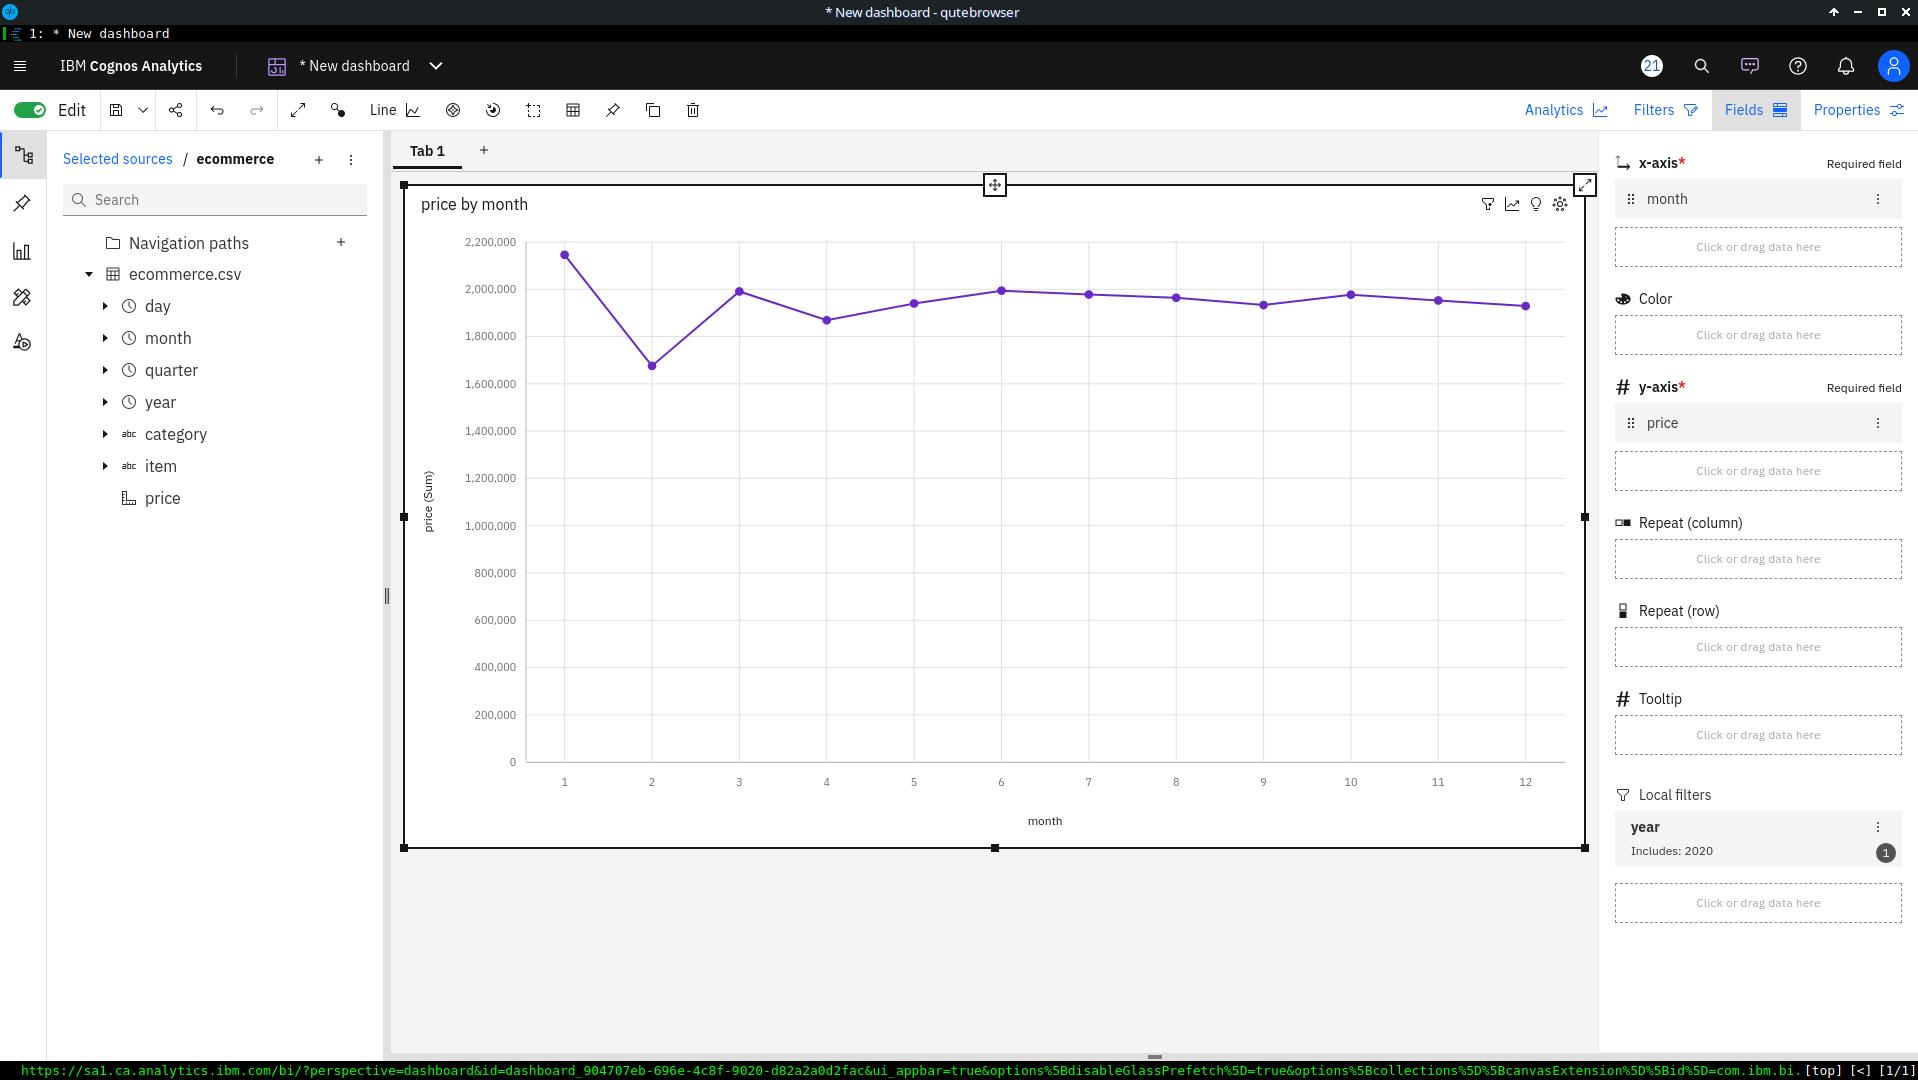 * New dashboard - qutebrowser
1: * New dashboard
IBM Cognos Analytics
* New dashboard
21
Edit
Line
Analytics
Filters
Fields
Properties
Selected sources / ecommerce
Search
Navigation paths
ecommerce.csv
day
month
quarter
year
abc category
abc item
price
Tab 1
price by month
2,200,000
2,000,000
1,800,000
1,600,000
1,400,000
1,200,000
1,000,000
800,000
600,000
400,000
200,000
0
price (Sum)
1 2 3 4 5 6 7 8 9 10 11 12
month
x-axis* Required field
month
Click or drag data here
Color
Click or drag data here
y-axis* Required field
price
Click or drag data here
Repeat (column)
Click or drag data here
Repeat (row)
Click or drag data here
Tooltip
Click or drag data here
Local filters
year
Includes: 2020
1
Click or drag data here
https://sa1.ca.analytics.ibm.com/bi/?perspective=dashboard&id=dashboard_904707eb-696e-4c8f-9020-d82a2a0d2fac&ui_appbar=true&options%5BdisableGlassPrefetch%5D=true&options%5Bcollections%5D%5BcanvasExtension%5D%5Bid%5D=com.ibm.bi. [top] [<] [1/1]